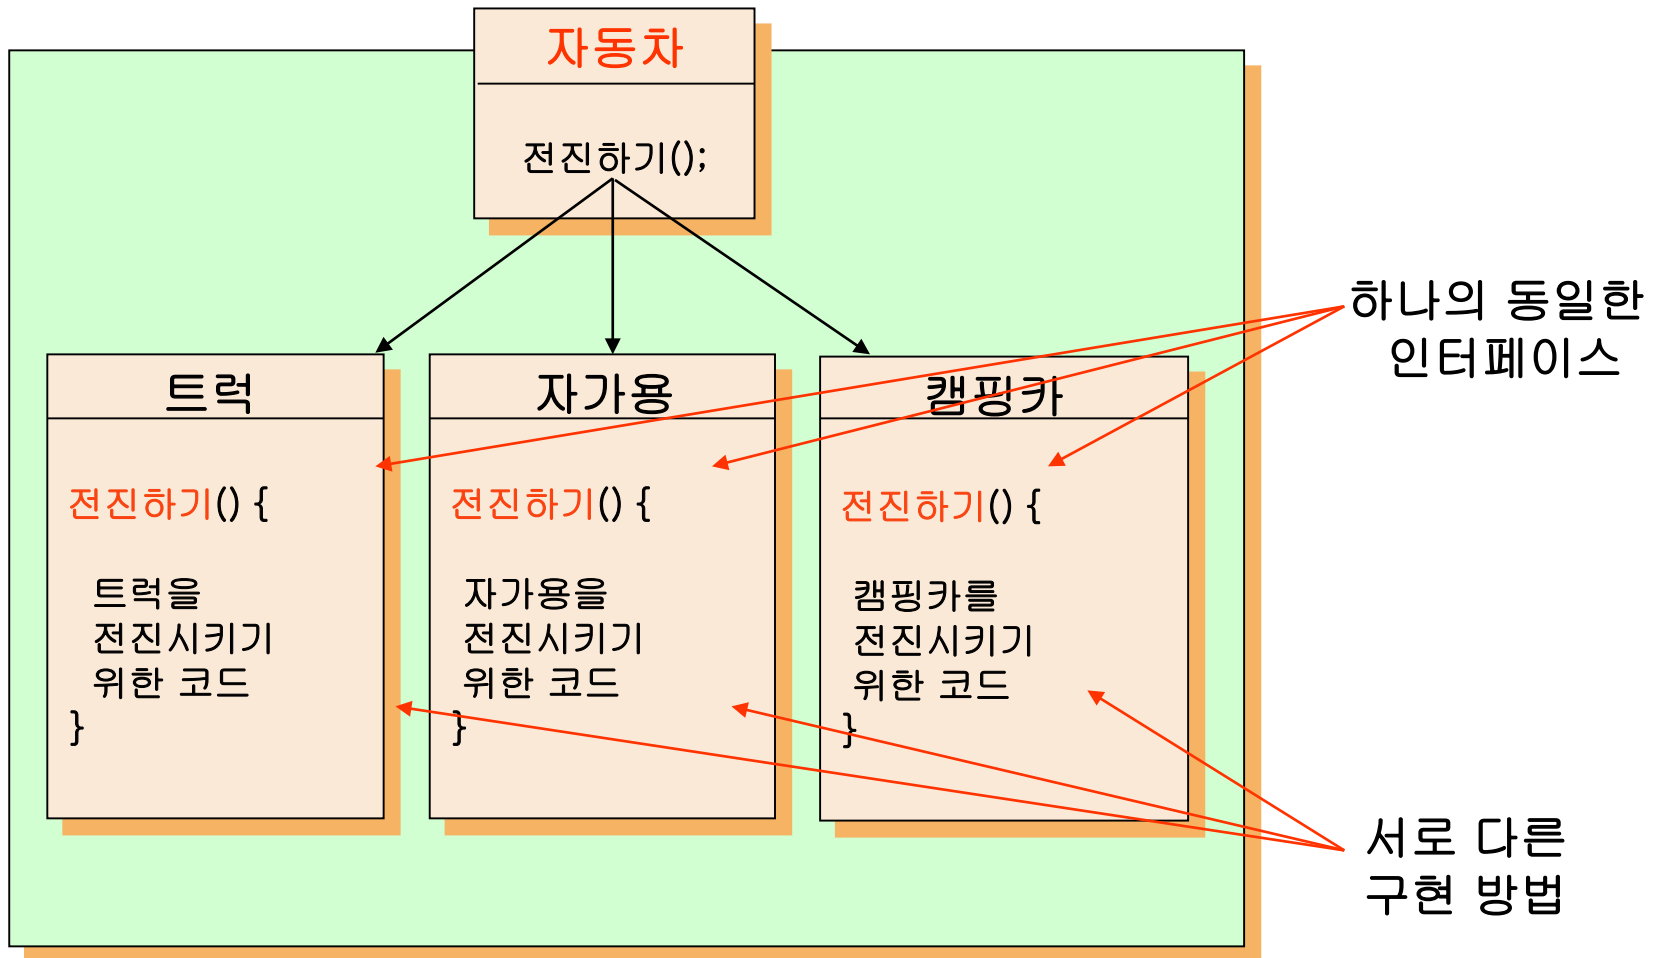 자동차
전진하기();
하나의 동일한
인터페이스
트럭
전진하기() {
트럭을
전진시키기
위한 코드
}
자가용
전진하기() {
자가용을
전진시키기
위한 코드
}
캠핑카
전진하기() {
캠핑카를
전진시키기
위한 코드
}
서로 다른
구현 방법